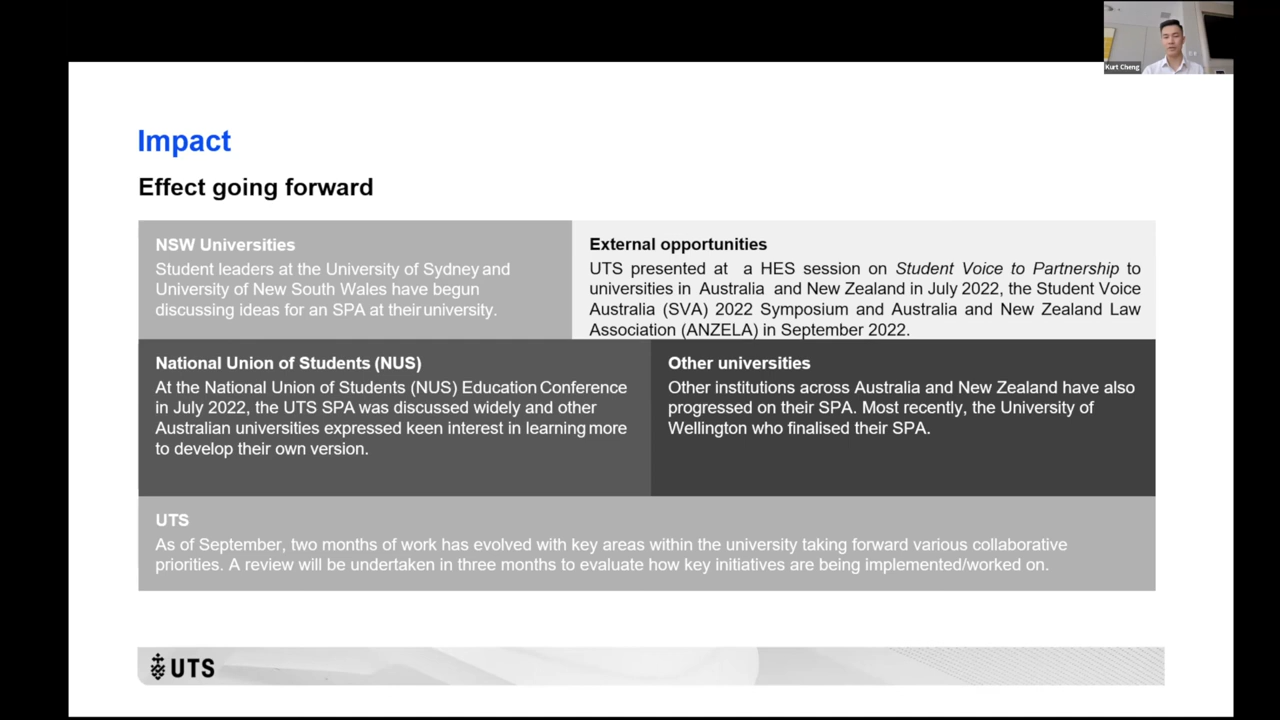 Kurt Cheng
Impact
Effect going forward
NSW Universities
Student leaders at the University of Sydney and
University of New South Wales have begun
discussing ideas for an SPA at their university.
External opportunities
UTS presented at a HES session on Student Voice to Partnership to
universities in Australia and New Zealand in July 2022, the Student Voice
Australia (SVA) 2022 Symposium and Australia and New Zealand Law
Association (ANZELA) in September 2022.
National Union of Students (NUS)
At the National Union of Students (NUS) Education Conference
in July 2022, the UTS SPA was discussed widely and other
Australian universities expressed keen interest in learning more
to develop their own version.
Other universities
Other institutions across Australia and New Zealand have also
progressed on their SPA. Most recently, the University of
Wellington who finalised their SPA.
UTS
As of September, two months of work has evolved with key areas within the university taking forward various collaborative
priorities. A review will be undertaken in three months to evaluate how key initiatives are being implemented/worked on.
UTS